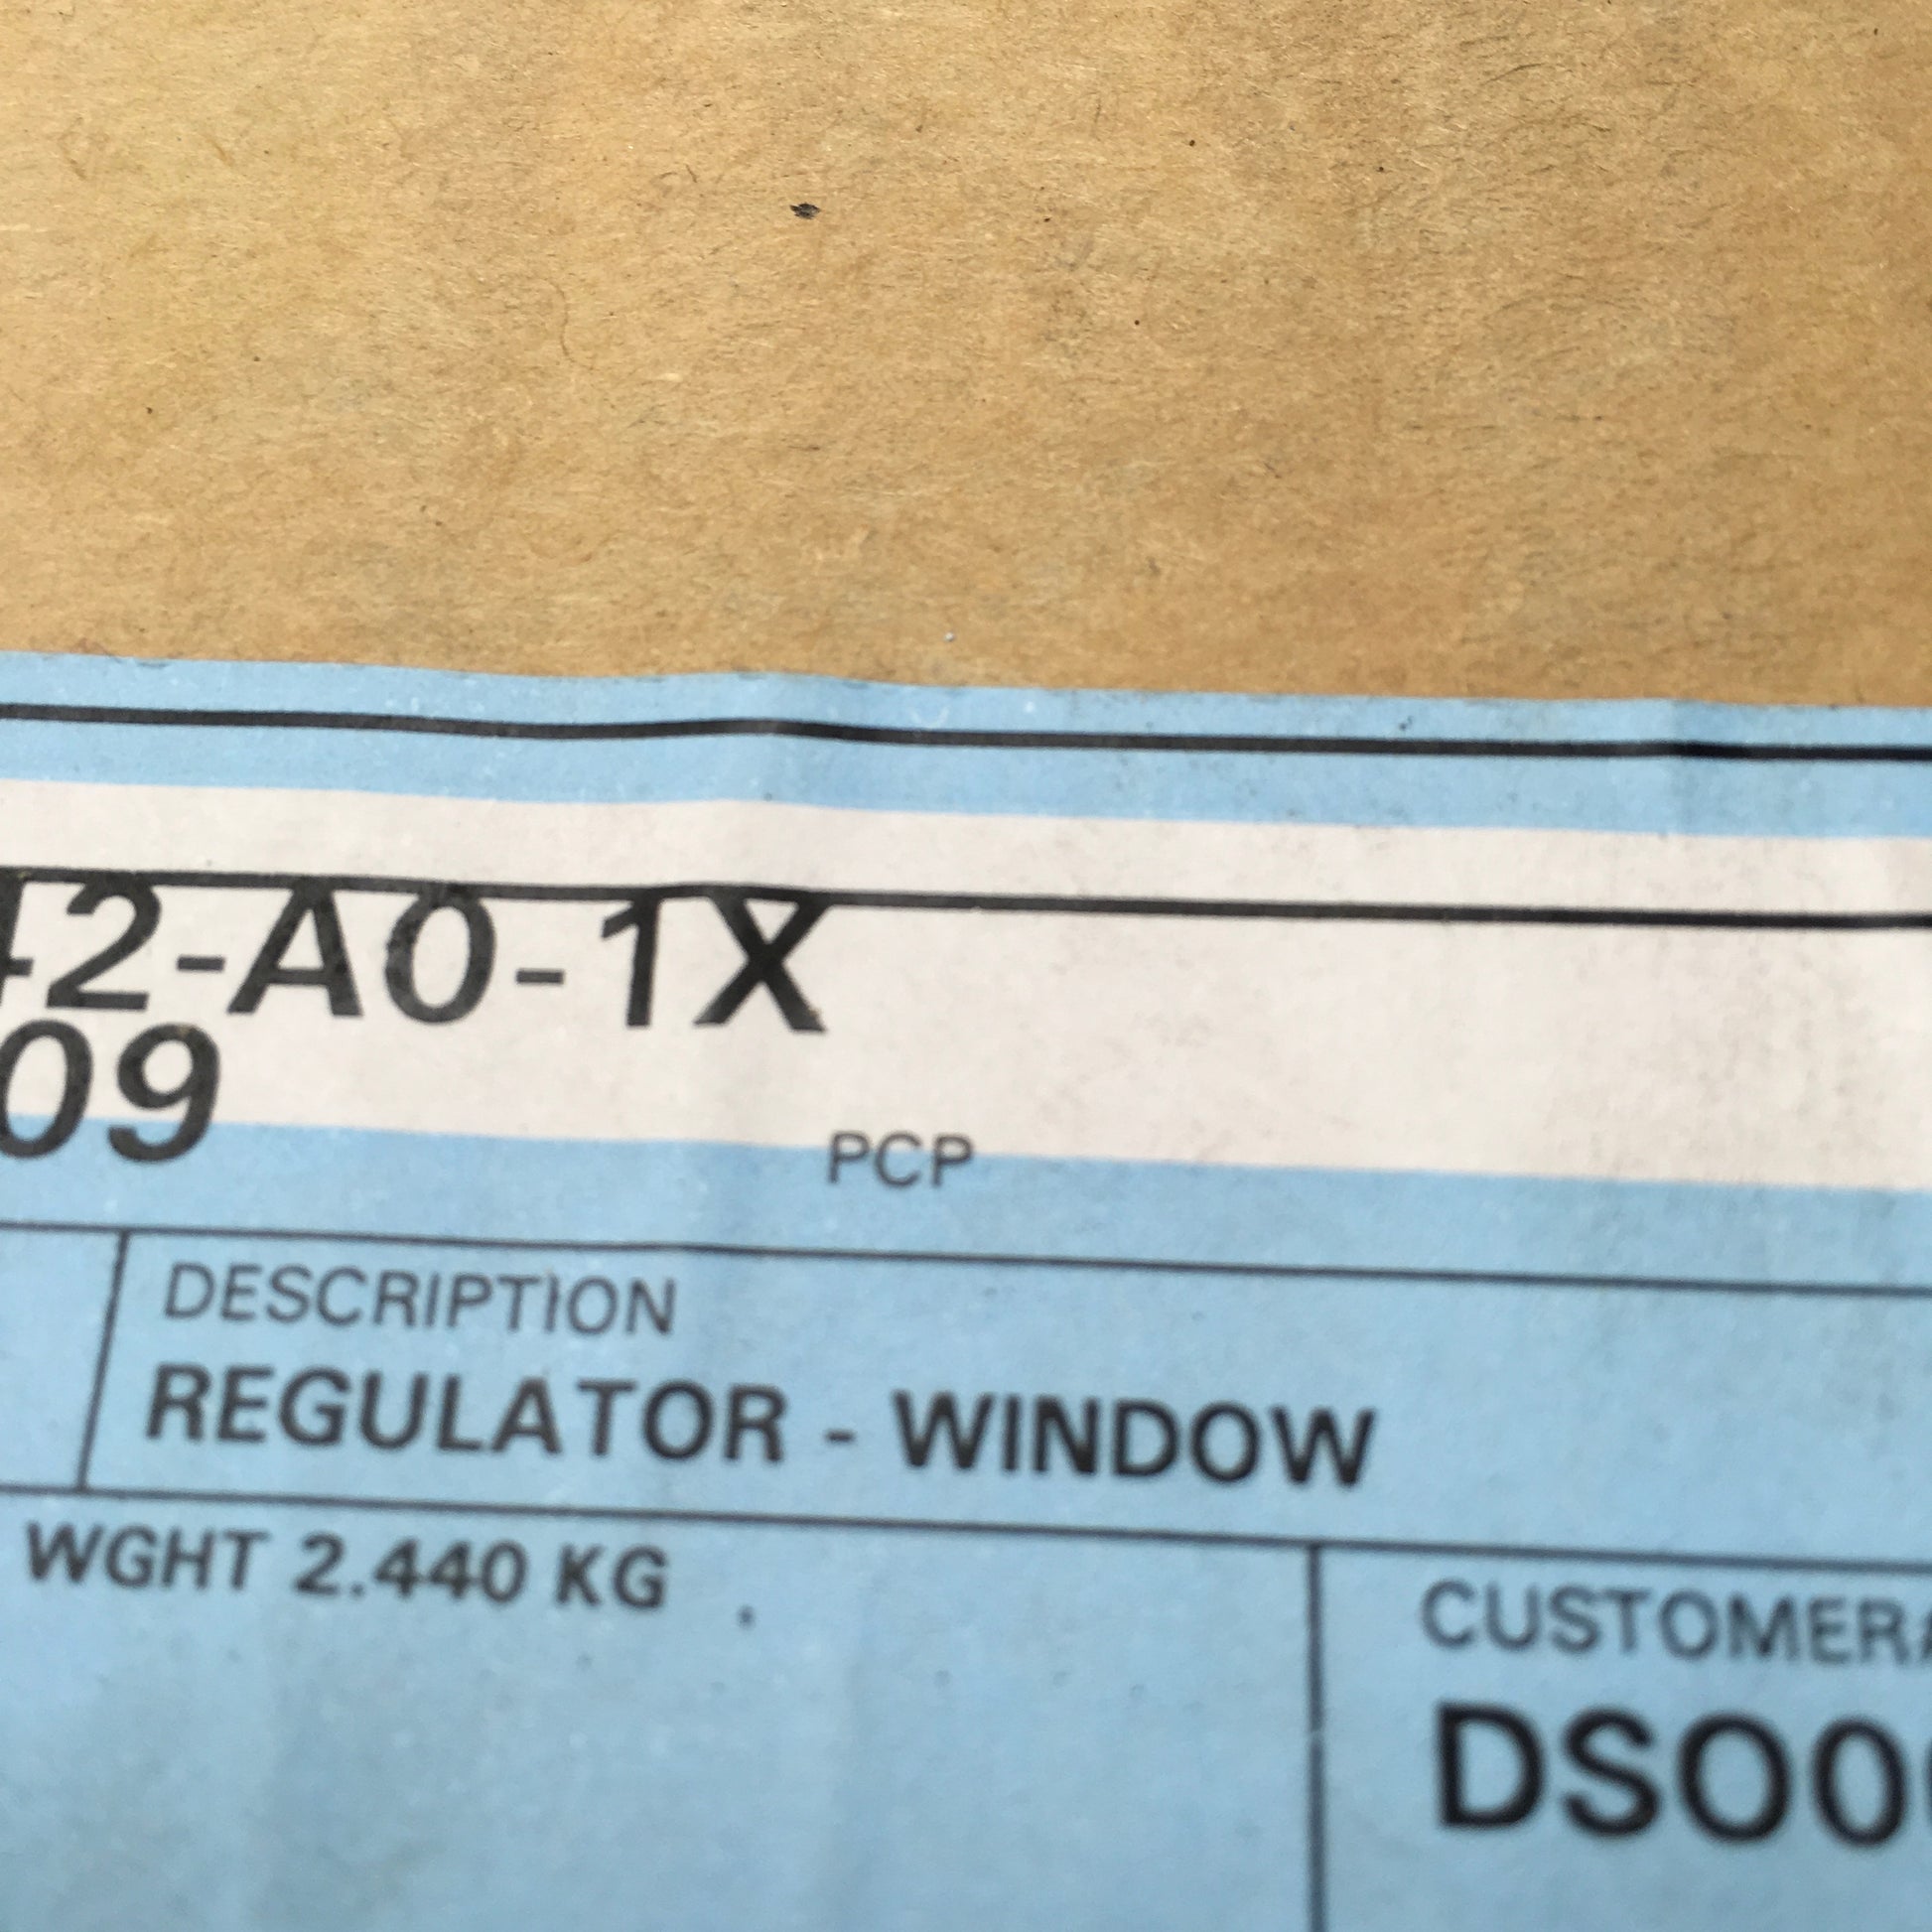 42-A0-1X
09
PCP
DESCRIPTION
REGULATOR - WINDOW
WGHT 2.440 KG .
CUSTOMER
DSO0